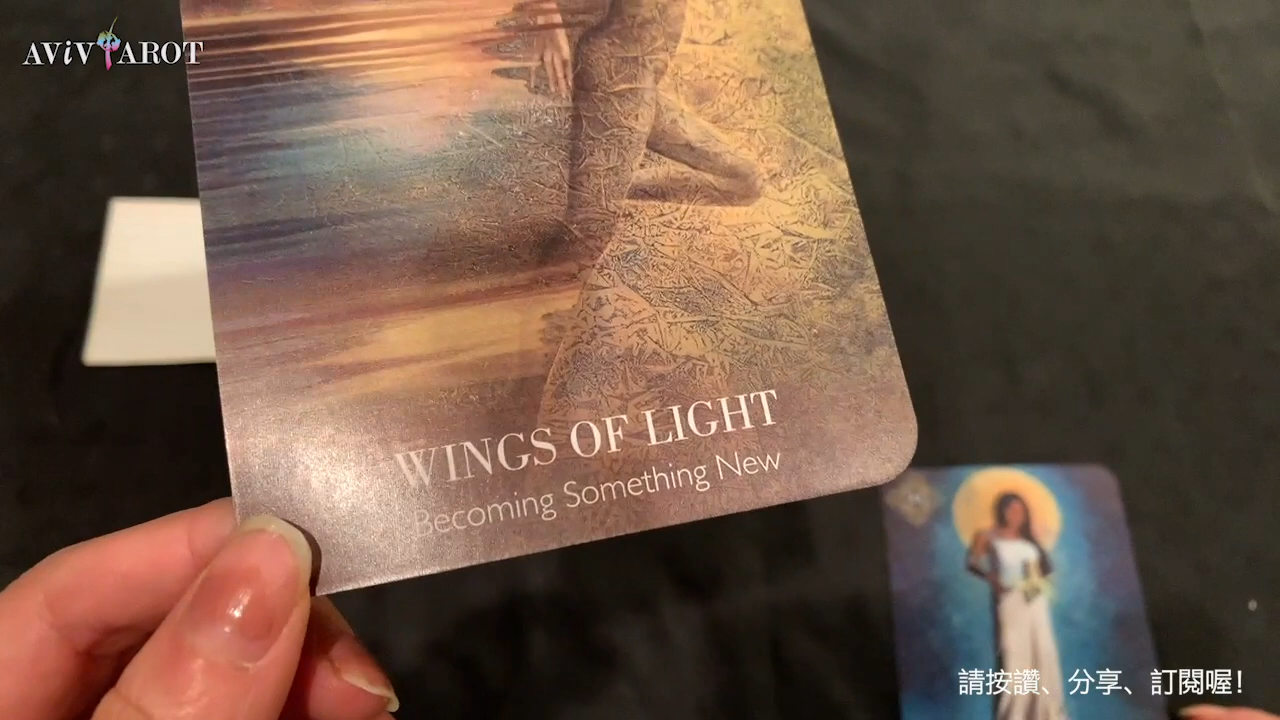 AViVTAROT
WINGS OF LIGHT
Becoming Something New
請按讚、分享、訂閱喔!